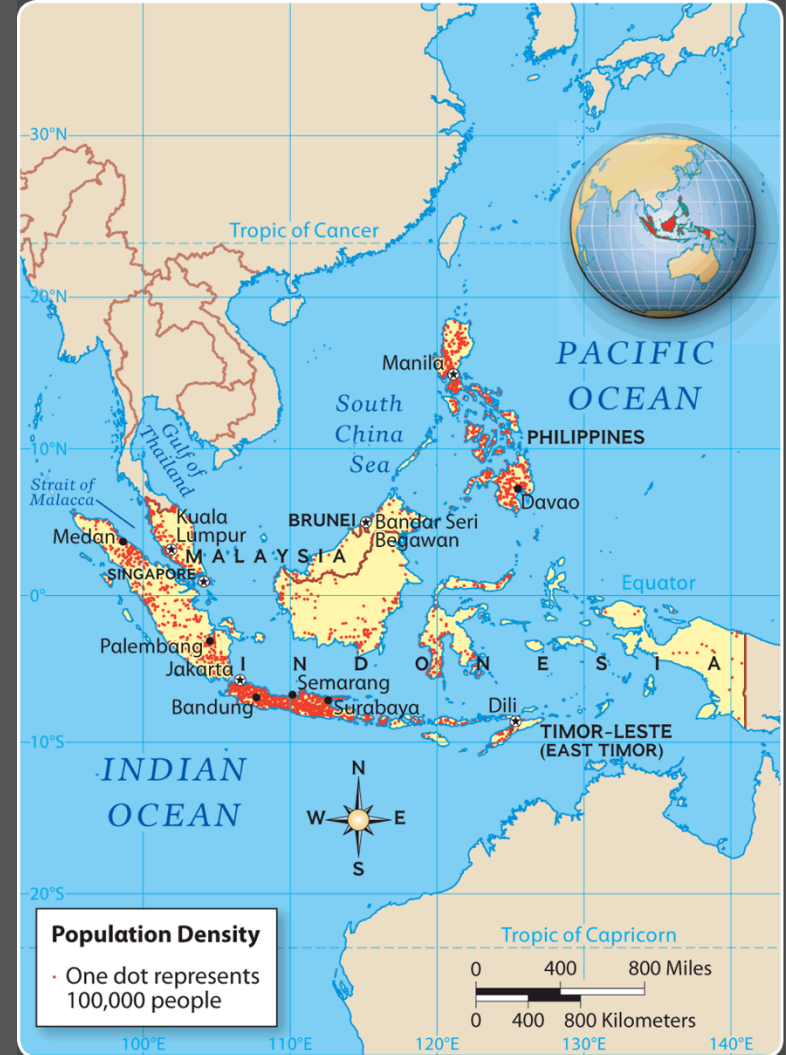 30°N
Tropic of Cancer
20°N
PACIFIC
OCEAN
Manila
South
China
Sea
Gulf of
Thailand
10°N
PHILIPPINES
Strait of
Malacca
Davao
Kuala
Lumpur
BRUNEI
Bandar Seri
Begawan
Medan
MALAYSIA
SINGAPORE
Equator
0°
Palembang
INDONESIA
Jakarta
Semarang
Bandung
Surabaya
Dili
TIMOR-LESTE
(EAST TIMOR)
10°S
INDIAN
OCEAN
N
W E
S
20°S
Population Density
One dot represents
100,000 people
Tropic of Capricorn
0 400 800 Miles
0 400 800 Kilometers
100°E 110°E 120°E 130°E 140°E